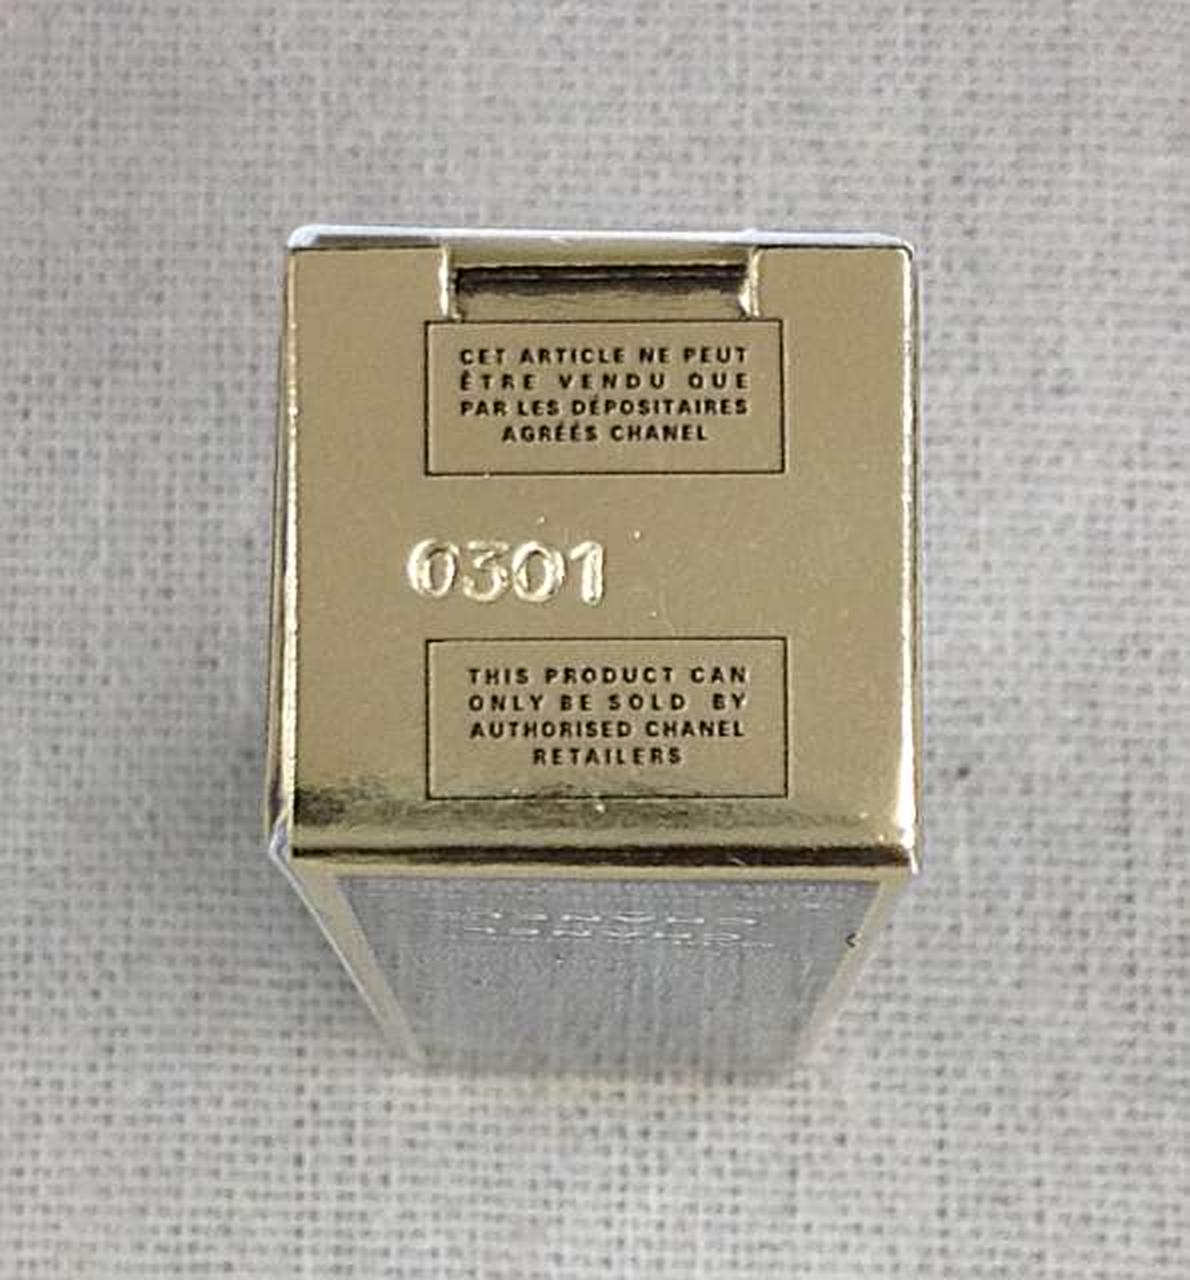 CET ARTICLE NE PEUT
ÊTRE VENDU QUE
PAR LES DÉPOSITAIRES
AGRÉÉS CHANEL
0301
THIS PRODUCT CAN
ONLY BE SOLD BY
AUTHORISED CHANEL
RETAILERS